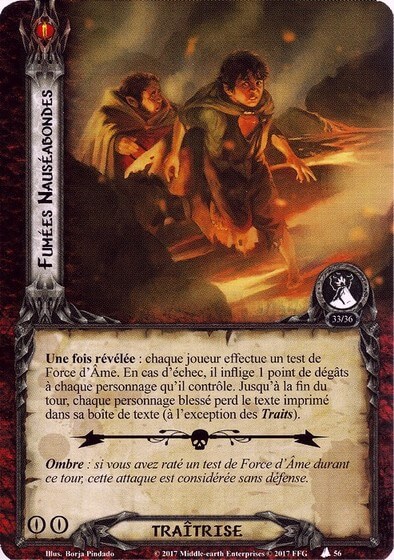 Fumées Nauséabondes
33/36
Une fois révélée : chaque joueur effectue un test de
Force d'Âme. En cas d'échec, il inflige 1 point de dégâts
à chaque personnage qu'il contrôle. Jusqu'à la fin du
tour, chaque personnage blessé perd le texte imprimé
dans sa boîte de texte (à l'exception des Traits).
Ombre : si vous avez raté un test de Force d'Âme durant
ce tour, cette attaque est considérée sans défense.
TRAÎTRISE
Illus. Borja Pindado
© 2017 Middle-earth Enterprises © 2017 FFG
56